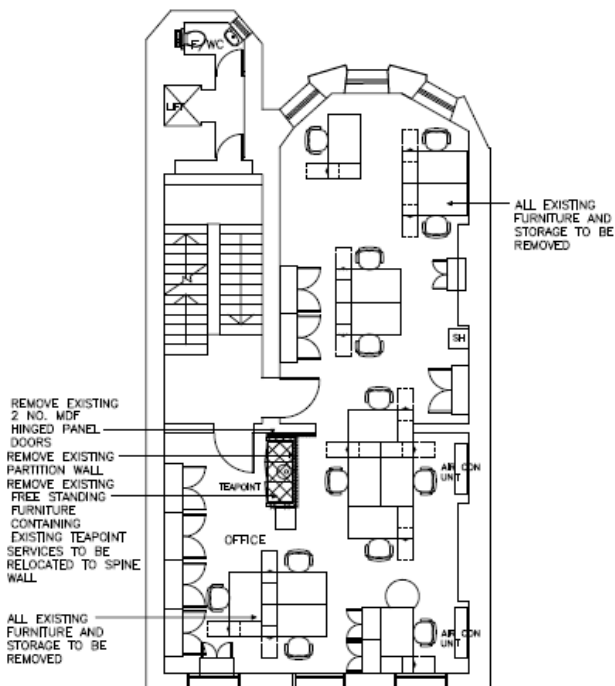 F/WC
LIFT
ALL EXISTING
FURNITURE AND
STORAGE TO BE
REMOVED
SH
REMOVE EXISTING
2 NO. MDF
HINGED PANEL
DOORS
REMOVE EXISTING
PARTITION WALL
REMOVE EXISTING
FREE STANDING
FURNITURE
CONTAINING
EXISTING TEAPOINT
SERVICES TO BE
RELOCATED TO SPINE
WALL
TEAPOINT
AIR CON
UNIT
OFFICE
ALL EXISTING
FURNITURE AND
STORAGE TO BE
REMOVED
AIR CON
UNIT